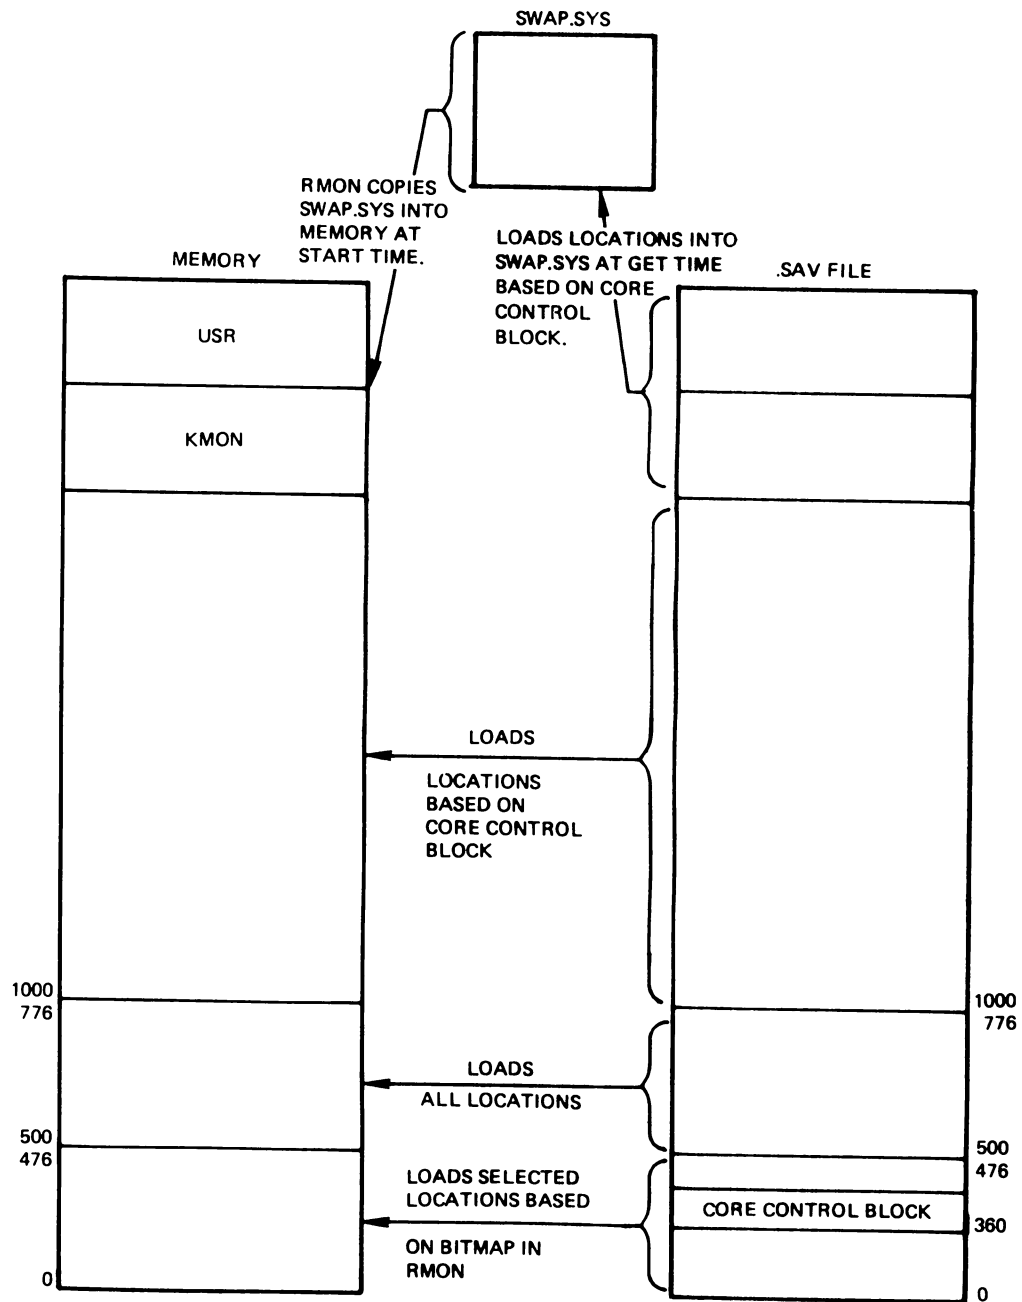 SWAP.SYS
RMON COPIES
SWAP.SYS INTO
MEMORY AT
START TIME.
LOADS LOCATIONS INTO
SWAP.SYS AT GET TIME
BASED ON CORE
CONTROL
BLOCK.
MEMORY
.SAV FILE
USR
KMON
LOADS
LOCATIONS
BASED ON
CORE CONTROL
BLOCK
1000
776
1000
776
LOADS
ALL LOCATIONS
500
476
500
476
LOADS SELECTED
LOCATIONS BASED
ON BITMAP IN
RMON
CORE CONTROL BLOCK
360
0
0